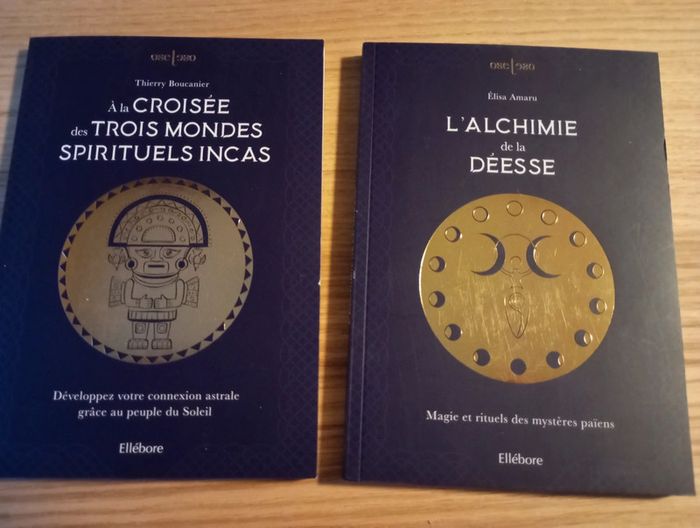 Thierry Boucanier
À la CROISÉE
des TROIS MONDES
SPIRITUELS INCAS
Développez votre connexion astrale
grâce au peuple du Soleil
Ellébore
Élisa Amaru
L'ALCHIMIE
de la
DÉESSE
Magie et rituels des mystères païens
Ellébore